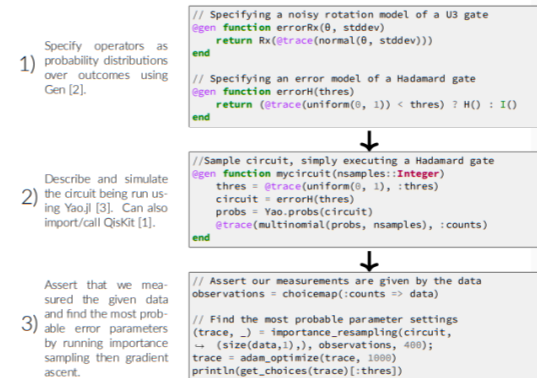 1)
Specify operators as
probability distributions
over outcomes using
Gen [2].
// Specifying a noisy rotation model of a U3 gate
@gen function errorRx(θ, stddev)
    return Rx(@trace(normal(θ, stddev)))
end
// Specifying an error model of a Hadamard gate
@gen function errorH(thres)
    return (@trace(uniform(0, 1)) < thres) ? H() : I()
end
2)
Describe and simulate
the circuit being run us-
ing Yao.jl [3]. Can also
import/call QisKit [1].
//Sample circuit, simply executing a Hadamard gate
@gen function mycircuit(nsamples::Integer)
    thres = @trace(uniform(0, 1), :thres)
    circuit = errorH(thres)
    probs = Yao.probs(circuit)
    @trace(multinomial(probs, nsamples), :counts)
end
3)
Assert that we mea-
sured the given data
and find the most prob-
able error parameters
by running importance
sampling then gradient
ascent.
// Assert our measurements are given by the data
observations = choicemap(:counts => data)
// Find the most probable parameter settings
(trace, _) = importance_resampling(circuit,
↪ (size(data,1),), observations, 400);
trace = adam_optimize(trace, 1000)
println(get_choices(trace)[:thres])